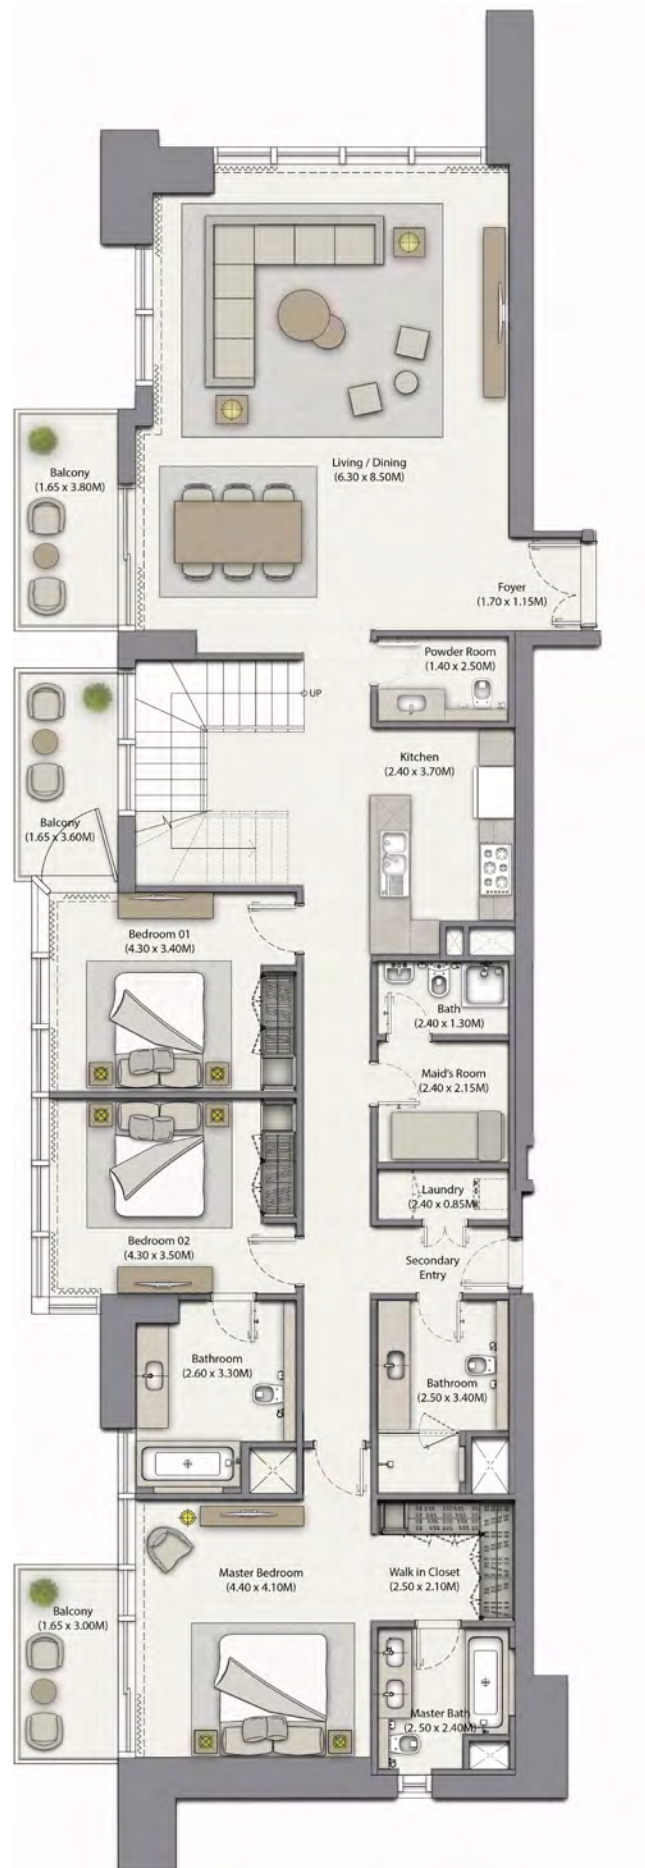 Living / Dining
(6.30 x 8.50M)
Balcony
(1.65 x 3.80M)
Foyer
(1.70 x 1.15M)
Powder Room
(1.40 x 2.50M)
UP
Kitchen
(2.40 x 3.70M)
Balcony
(1.65 x 3.60M)
Bedroom 01
(4.30 x 3.40M)
Bath
(2.40 x 1.30M)
Maid's Room
(2.40 x 2.15M)
Laundry
(2.40 x 0.85M)
Bedroom 02
(4.30 x 3.50M)
Secondary
Entry
Bathroom
(2.60 x 3.30M)
Bathroom
(2.50 x 3.40M)
Master Bedroom
(4.40 x 4.10M)
Walk in Closet
(2.50 x 2.10M)
Balcony
(1.65 x 3.00M)
Master Bath
(2.50 x 2.40M)